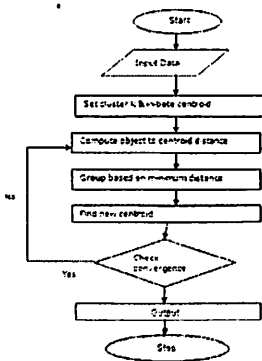 Start
Input Data
Set cluster k centroid
Compute object to centroid distance
Group based on minimum distance
Find new centroid
No
Check
convergence
Yes
Output
Stop